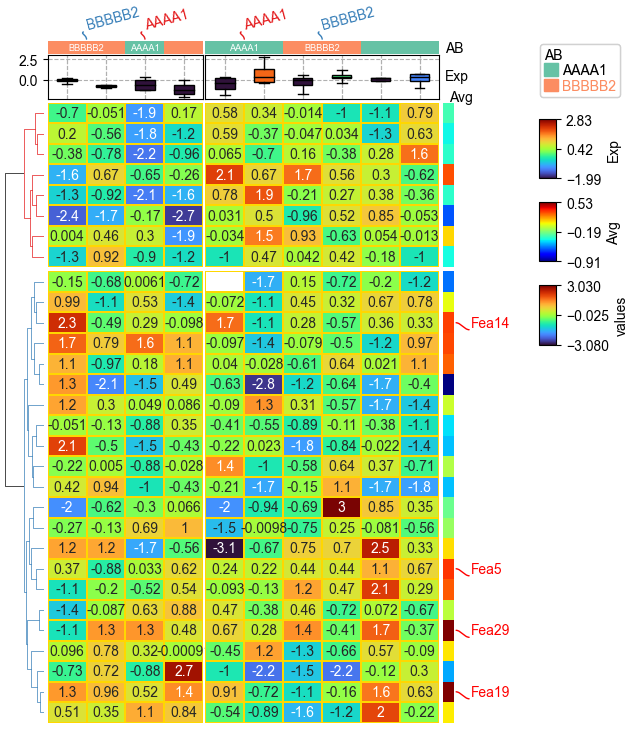 BBBBB2 AAAA1 AAAA1 BBBBB2
BBBBB2 AAAA1 AAAA1 BBBBB2 AB
2.5
0.0 Exp
Avg
-0.7 -0.051 -1.9 0.17 0.58 0.34 -0.014 -1 -1.1 0.79
0.2 -0.56 -1.8 -1.2 0.59 -0.37 -0.047 0.034 -1.3 0.63
-0.38 -0.78 -2.2 -0.96 0.065 -0.7 0.16 -0.38 0.28 1.6
-1.6 0.67 -0.65 -0.26 2.1 0.67 1.7 0.56 0.3 -0.62
-1.3 -0.92 -2.1 -1.6 0.78 1.9 -0.21 0.27 0.38 -0.36
-2.4 -1.7 -0.17 -2.7 0.031 0.5 -0.96 0.52 0.85 -0.053
0.004 0.46 0.3 -1.9 -0.034 1.5 0.93 -0.63 0.054 -0.013
-1.3 0.92 -0.9 -1.2 -1 0.47 0.042 0.42 -0.18 -1
-0.15 -0.68 0.0061 -0.72 -1.7 0.15 -0.72 -0.2 -1.2
0.99 -1.1 0.53 -1.4 -0.072 -1.1 0.45 0.32 0.67 0.78
2.3 -0.49 0.29 -0.098 1.7 -1.1 0.28 -0.57 0.36 0.33 Fea14
1.7 0.79 1.6 1.1 -0.097 -1.4 -0.079 -0.5 -1.2 0.97
1.1 -0.97 0.18 1.1 0.04 -0.028 -0.61 0.64 0.021 1.1
1.3 -2.1 -1.5 0.49 -0.63 -2.8 -1.2 -0.64 -1.7 -0.4
1.2 0.3 0.049 0.086 -0.09 1.3 0.31 -0.57 -1.7 -1.4
-0.051 -0.13 -0.88 0.35 -0.41 -0.55 -0.89 -0.11 -0.38 -1.1
2.1 -0.5 -1.5 -0.43 -0.22 0.023 -1.8 -0.84 -0.022 -1.4
-0.22 0.005 -0.88 -0.028 1.4 -1 -0.58 0.64 0.37 -0.71
0.42 0.94 -1 -0.43 -0.21 -1.7 -0.15 1.1 -1.7 -1.8
-2 -0.62 -0.3 0.066 -2 -0.94 -0.69 3 0.85 0.35
-0.27 -0.13 0.69 1 -1.5 -0.0098 -0.75 0.25 -0.081 -0.56
1.2 1.2 -1.7 -0.56 -3.1 -0.67 0.75 0.7 2.5 0.33
0.37 -0.88 0.033 0.62 0.24 0.22 0.44 0.44 1.1 0.67 Fea5
-1.1 -0.2 -0.52 0.54 -0.093 -0.13 1.2 0.47 2.1 0.29
-1.4 -0.087 0.63 0.88 0.47 -0.38 0.46 -0.72 0.072 -0.67
-1.1 1.3 1.3 -0.48 0.67 0.28 1.4 -0.41 1.7 -0.37 Fea29
0.096 0.78 0.32 -0.0009 -0.45 1.2 -1.3 -0.66 0.57 -0.09
-0.73 0.72 -0.88 2.7 -1 -2.2 -1.5 -2.2 -0.12 0.3
1.3 0.96 0.52 1.4 0.91 -0.72 -1.1 -0.16 1.6 0.63 Fea19
0.51 0.35 1.1 0.84 -0.54 -0.89 -1.6 -1.2 2 -0.22
AB
AAAA1
BBBBB2
2.83
0.42
-1.99
Exp
0.53
-0.19
-0.91
Avg
3.030
-0.025
-3.080
values